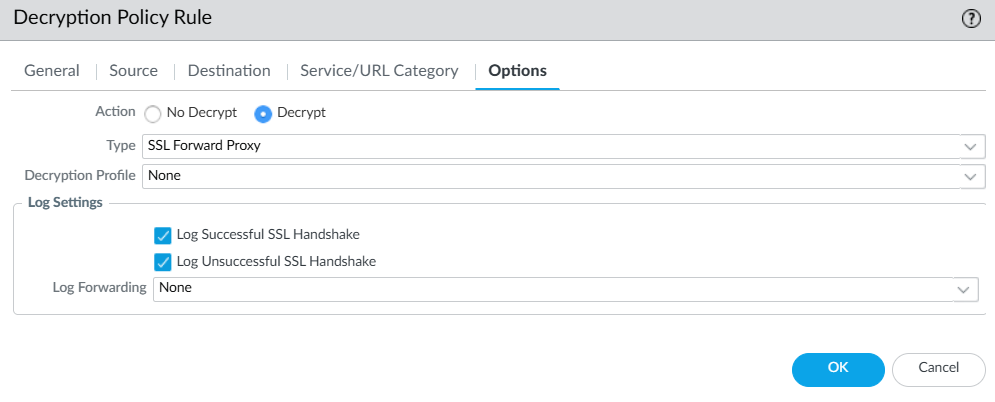 Decryption Policy Rule ?
General Source Destination Service/URL Category Options
Action No Decrypt Decrypt
Type SSL Forward Proxy
Decryption Profile None
Log Settings
Log Successful SSL Handshake
Log Unsuccessful SSL Handshake
Log Forwarding None
OK Cancel